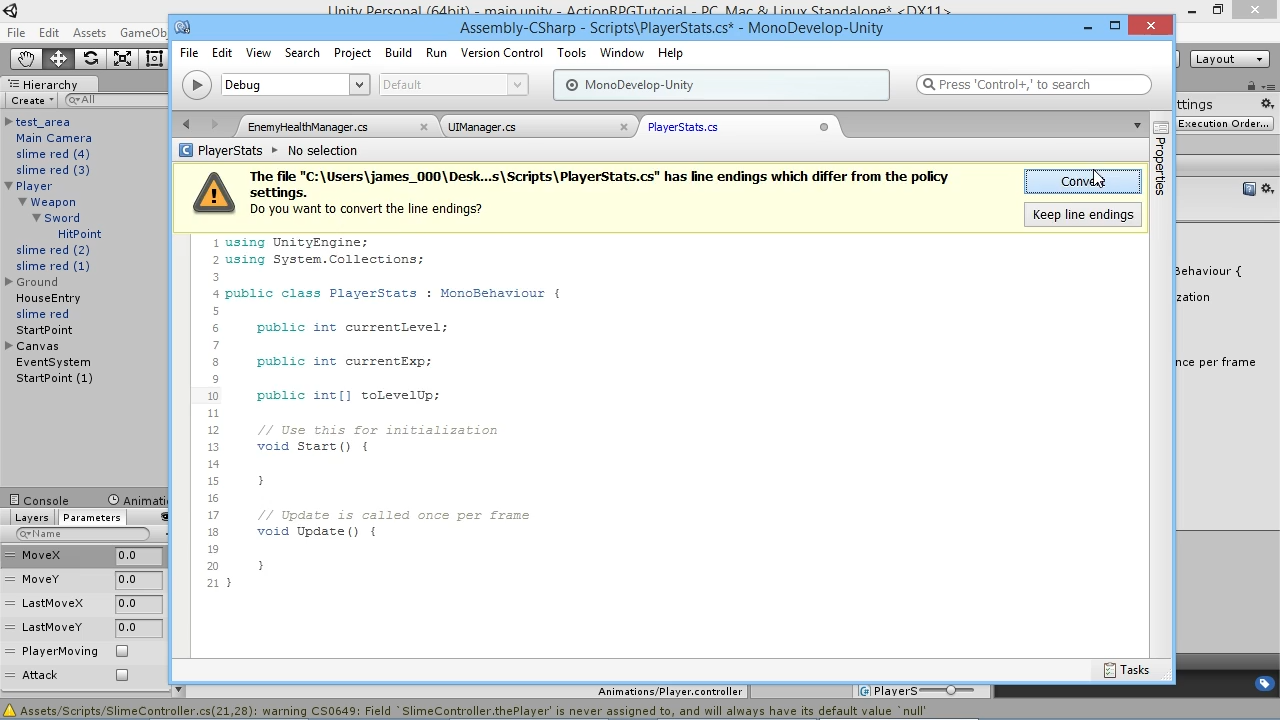 Unity Personal (64bit) - main.unity - ActionRPGTutorial - PC, Mac & Linux Standalone* <DX11>
Assembly-CSharp - Scripts\PlayerStats.cs* - MonoDevelop-Unity
File Edit Assets GameObj
File Edit View Search Project Build Run Version Control Tools Window Help
Layout
Debug
Default
MonoDevelop-Unity
Press 'Control+,' to search
Hierarchy
Create
All
ttings
Execution Order...
EnemyHealthManager.cs
UIManager.cs
PlayerStats.cs
PlayerStats
No selection
Properties
The file "C:\Users\james_000\Desk...s\Scripts\PlayerStats.cs" has line endings which differ from the policy
settings.
Do you want to convert the line endings?
Convert
Keep line endings
test_area
Main Camera
slime red (4)
slime red (3)
Player
Weapon
Sword
HitPoint
slime red (2)
slime red (1)
Ground
HouseEntry
slime red
StartPoint
Canvas
EventSystem
StartPoint (1)
1 using UnityEngine;
2 using System.Collections;
3
4 public class PlayerStats : MonoBehaviour {
5
6 public int currentLevel;
7
8 public int currentExp;
9
10 public int[] toLevelUp;
11
12 // Use this for initialization
13 void Start() {
14
15 }
16
17 // Update is called once per frame
18 void Update() {
19
20 }
21 }
Behaviour {
zation
nce per frame
Console
Animati
Layers
Parameters
Name
MoveX 0.0
MoveY 0.0
LastMoveX 0.0
LastMoveY 0.0
PlayerMoving
Attack
Tasks
Animations/Player.controller
PlayerS
Assets/Scripts/SlimeController.cs(21,28): warning CS0649: Field `SlimeController.thePlayer' is never assigned to, and will always have its default value `null'